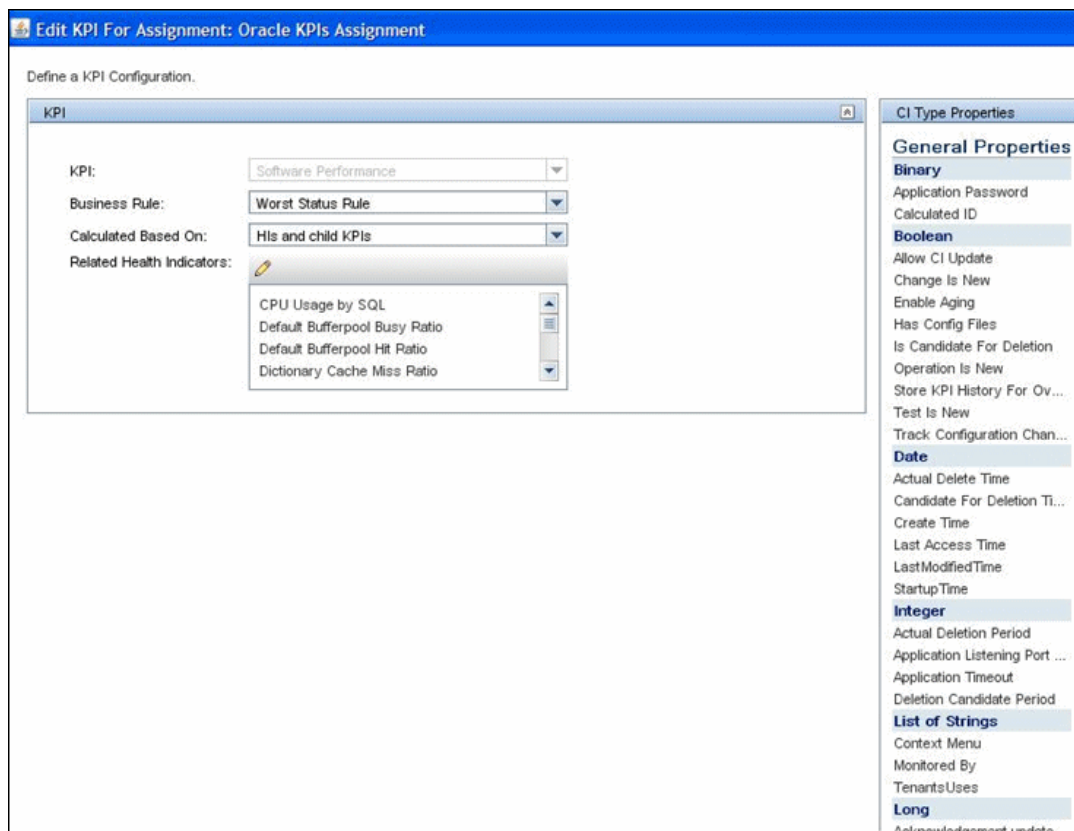 Edit KPI For Assignment: Oracle KPIs Assignment
Define a KPI Configuration.
KPI
KPI:
Software Performance
Business Rule:
Worst Status Rule
Calculated Based On:
HIs and child KPIs
Related Health Indicators:
CPU Usage by SQL
Default Bufferpool Busy Ratio
Default Bufferpool Hit Ratio
Dictionary Cache Miss Ratio
CI Type Properties
General Properties
Binary
Application Password
Calculated ID
Boolean
Allow CI Update
Change Is New
Enable Aging
Has Config Files
Is Candidate For Deletion
Operation Is New
Store KPI History For Ov...
Test Is New
Track Configuration Chan...
Date
Actual Delete Time
Candidate For Deletion Ti...
Create Time
Last Access Time
LastModifiedTime
StartupTime
Integer
Actual Deletion Period
Application Listening Port ...
Application Timeout
Deletion Candidate Period
List of Strings
Context Menu
Monitored By
TenantsUses
Long
Acknowledgement update